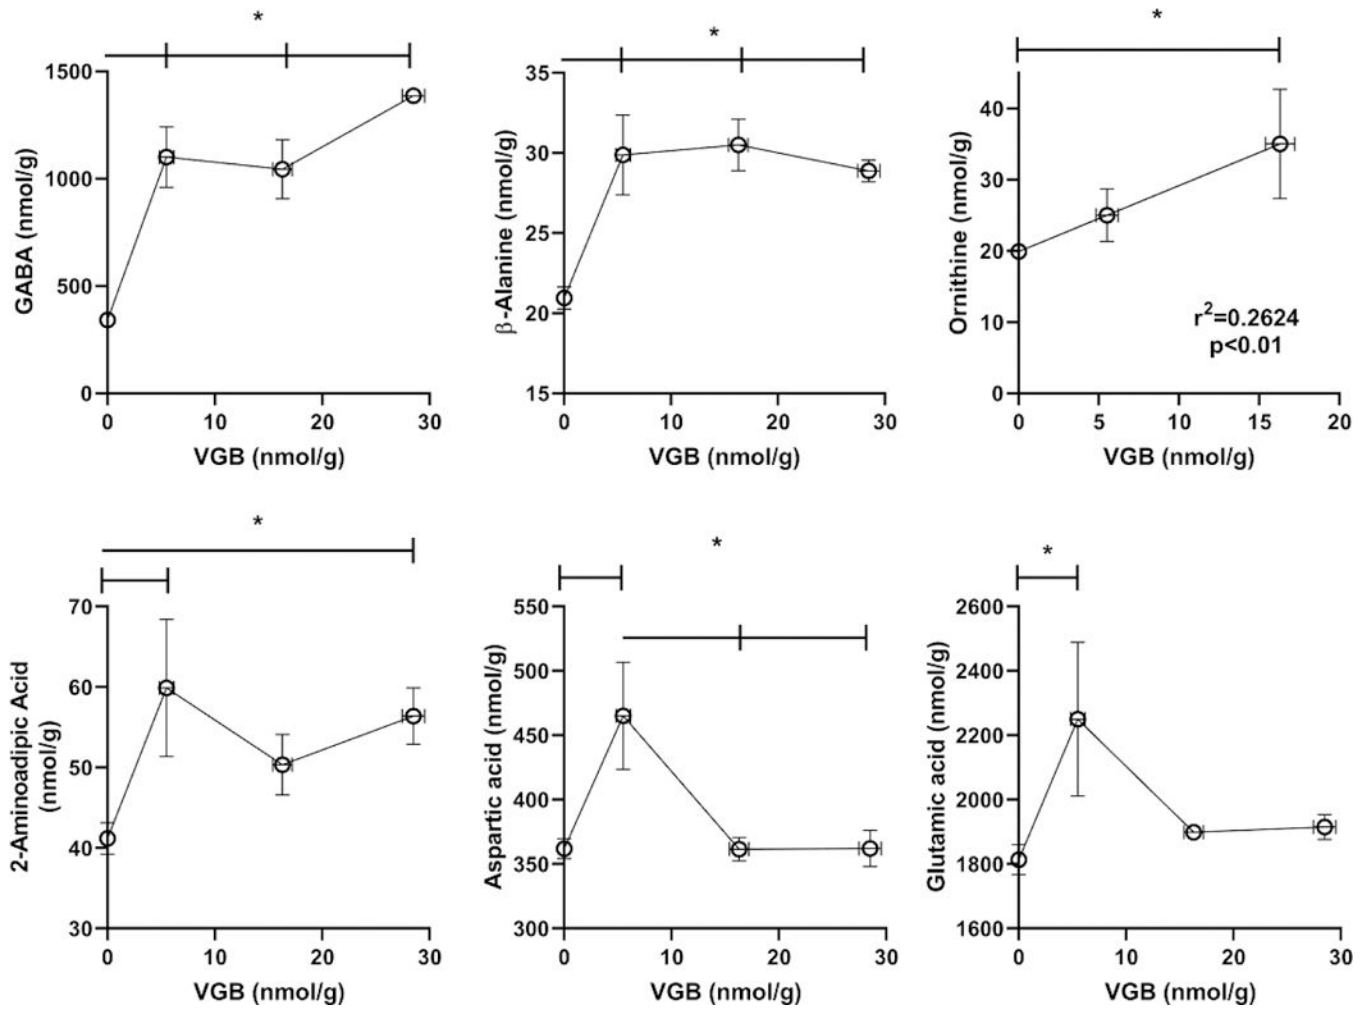 *
GABA (nmol/g)
1500
1000
500
0
0 10 20 30
VGB (nmol/g)
*
β-Alanine (nmol/g)
35
30
25
20
15
0 10 20 30
VGB (nmol/g)
*
Ornithine (nmol/g)
40
30
20
10
0
r²=0.2624
p<0.01
0 5 10 15 20
VGB (nmol/g)
*
2-Aminoadipic Acid
(nmol/g)
70
60
50
40
30
0 10 20 30
VGB (nmol/g)
*
Aspartic acid (nmol/g)
550
500
450
400
350
300
0 10 20 30
VGB (nmol/g)
*
Glutamic acid (nmol/g)
2600
2400
2200
2000
1800
1600
0 10 20 30
VGB (nmol/g)